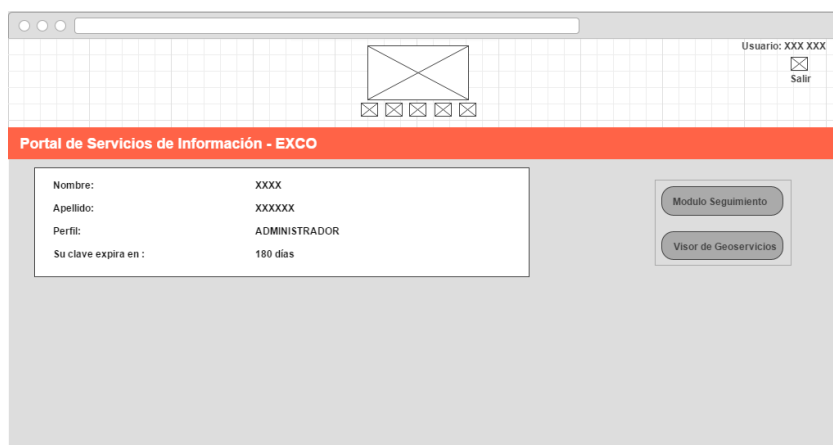 Usuario: XXX XXX
Salir
Portal de Servicios de Información - EXCO
Nombre: XXXX
Apellido: XXXXXX
Perfil: ADMINISTRADOR
Su clave expira en : 180 días
Modulo Seguimiento
Visor de Geoservicios